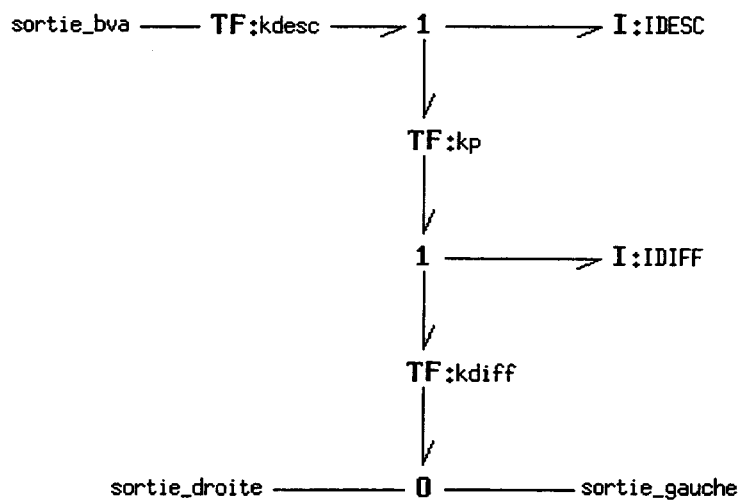 sortie_bva TF:kdesc 1 I:IDESC
TF:kp
1 I:IDIFF
TF:kdiff
sortie_droite 0 sortie_gauche